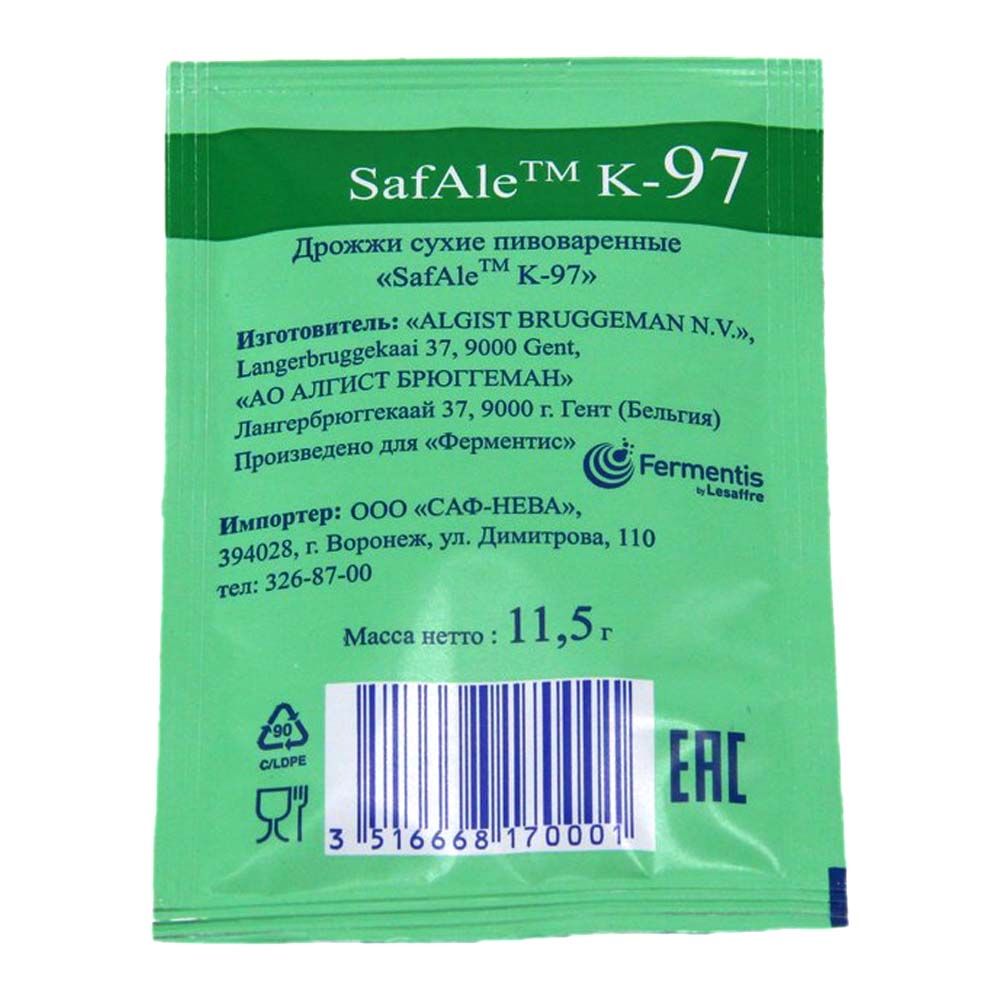 SafAle™ K-97
Дрожжи сухие пивоваренные
«SafAle™ K-97»
Изготовитель: «ALGIST BRUGGEMAN N.V.»,
Langerbruggekaai 37, 9000 Gent,
«АО АЛГИСТ БРЮГГЕМАН»
Лангербрюггекаай 37, 9000 г. Гент (Бельгия)
Произведено для «Ферментис»
Fermentis
by Lesaffre
Импортер: ООО «САФ-НЕВА»,
394028, г. Воронеж, ул. Димитрова, 110
тел: 326-87-00
Масса нетто : 11,5 г
90
C/LDPE
3 516668 170001
EAC